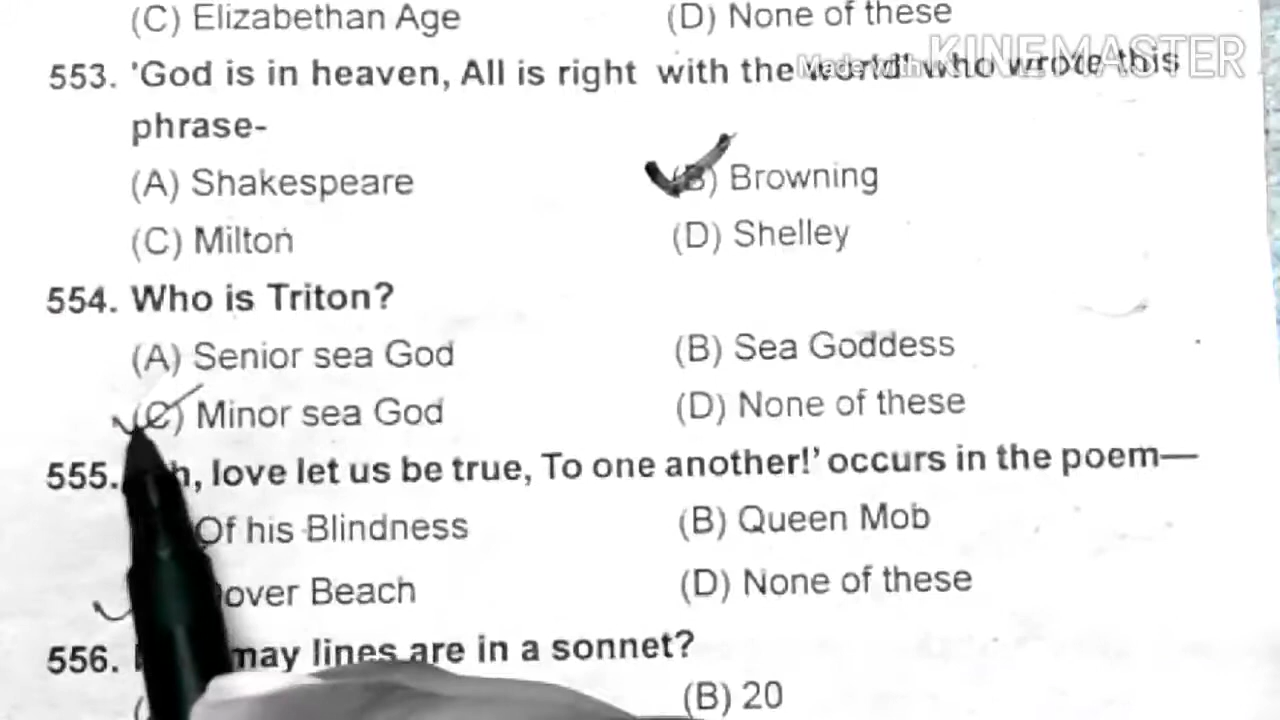 (C) Elizabethan Age (D) None of these
Made with KINEMASTER
553. 'God is in heaven, All is right with the world' who wrote this
phrase-
(A) Shakespeare (B) Browning
(C) Milton (D) Shelley
554. Who is Triton?
(A) Senior sea God (B) Sea Goddess
(C) Minor sea God (D) None of these
555. love let us be true, To one another!' occurs in the poem—
Of his Blindness (B) Queen Mob
over Beach (D) None of these
556. may lines are in a sonnet?
(B) 20